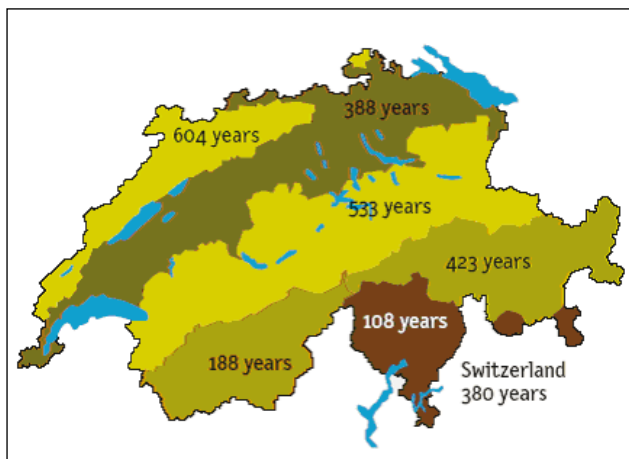 388 years
604 years
533 years
423 years
108 years
188 years
Switzerland
380 years